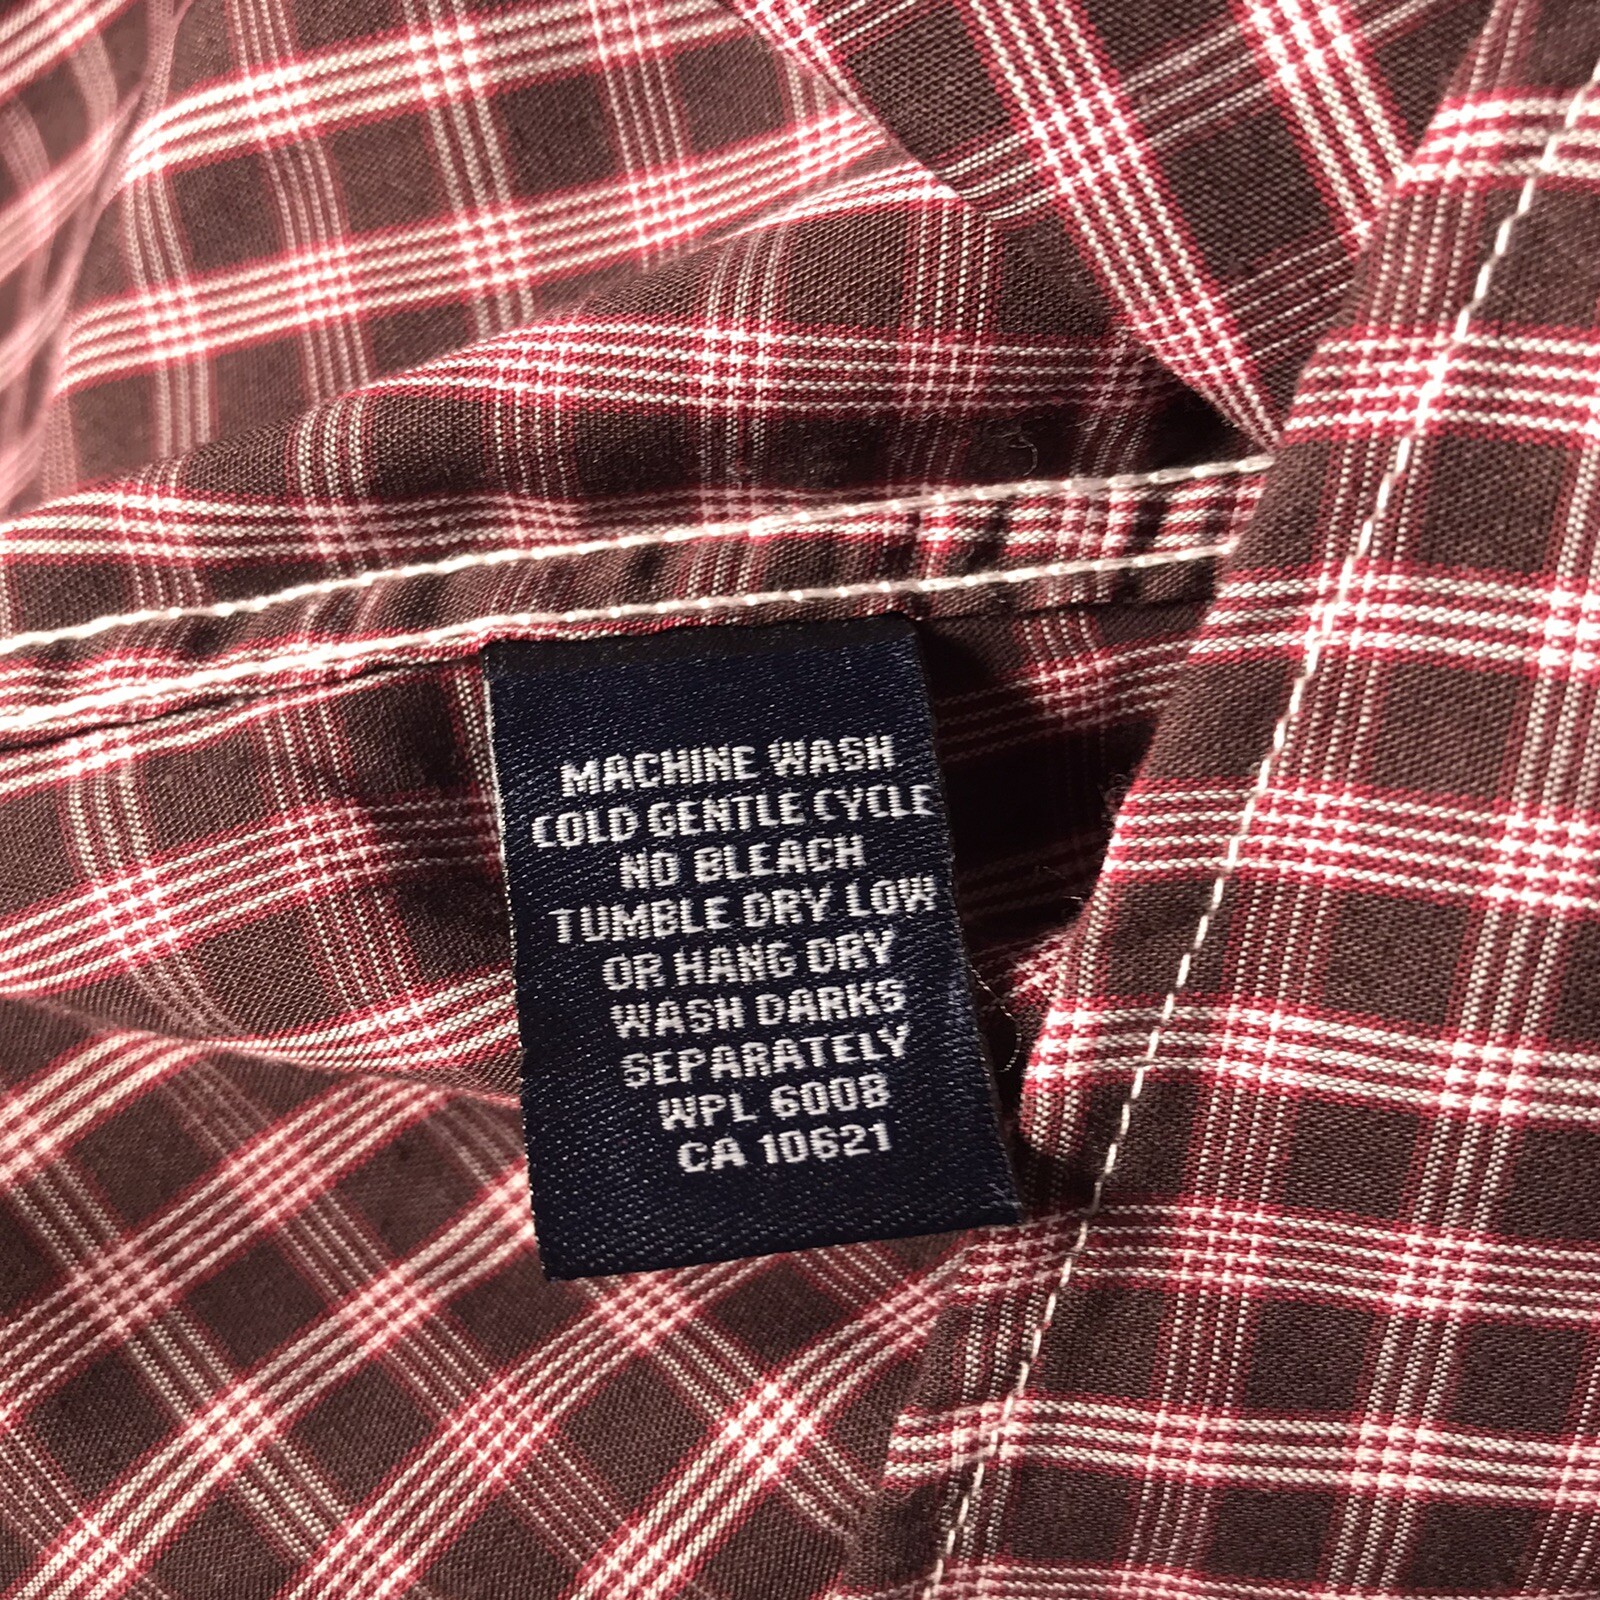 MACHINE WASH
COLD GENTLE CYCLE
NO BLEACH
TUMBLE DRY LOW
OR HANG DRY
WASH DARKS
SEPARATELY
WPL 6008
CA 10621